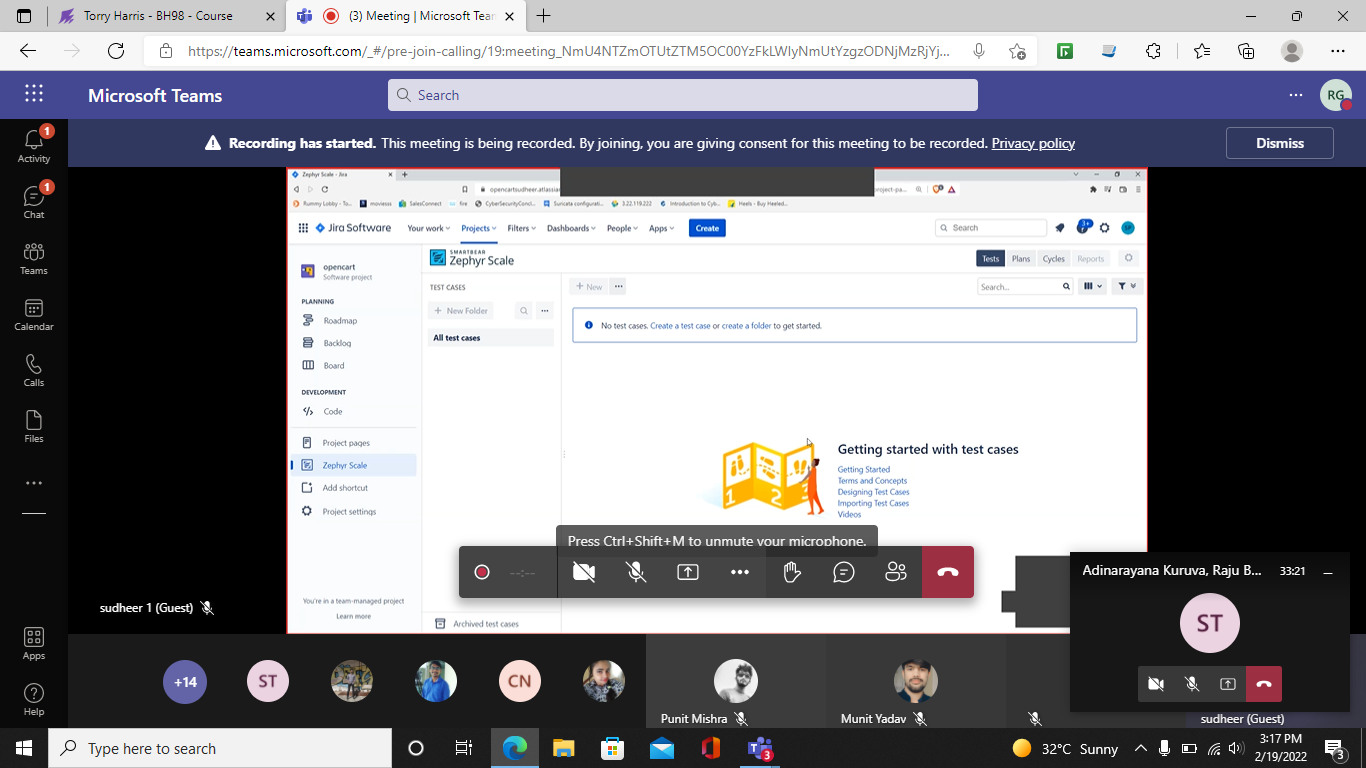 Torry Harris - BH98 - Course
(3) Meeting | Microsoft Tear
https://teams.microsoft.com/_#/pre-join-calling/19:meeting_NmU4NTZmOTUtZTM5OC00YzFkLWIyNmUtYzgzODNjMzRjYj...
Microsoft Teams
Search
RG
Recording has started. This meeting is being recorded. By joining, you are giving consent for this meeting to be recorded. Privacy policy
Dismiss
1
Activity
1
Chat
Teams
Calendar
Calls
Files
Apps
Help
Zephyr Scale - Jira
opencartsudheer.atlassian
roject-pa...
Rummy Lobby - To...
moviesss
SalesConnect
fire
CyberSecurityConcl...
Suricata configurati...
3.22.119.222
Introduction to Cyb...
Heels - Buy Heeled...
Jira Software
Your work
Projects
Filters
Dashboards
People
Apps
Create
Search
3+
opencart
Software project
PLANNING
Roadmap
Backlog
Board
DEVELOPMENT
Code
Project pages
Zephyr Scale
Add shortcut
Project settings
You're in a team-managed project
Learn more
SMARTBEAR
Zephyr Scale
Tests
Plans
Cycles
Reports
TEST CASES
+ New Folder
All test cases
Archived test cases
+ New
Search...
No test cases. Create a test case or create a folder to get started.
1 2 3
Getting started with test cases
Getting Started
Terms and Concepts
Designing Test Cases
Importing Test Cases
Videos
Press Ctrl+Shift+M to unmute your microphone.
--:--
sudheer 1 (Guest)
Adinarayana Kuruva, Raju B...
33:21
ST
+14
ST
CN
Punit Mishra
Munit Yadav
sudheer (Guest)
Type here to search
3
32°C Sunny
3:17 PM
2/19/2022
3